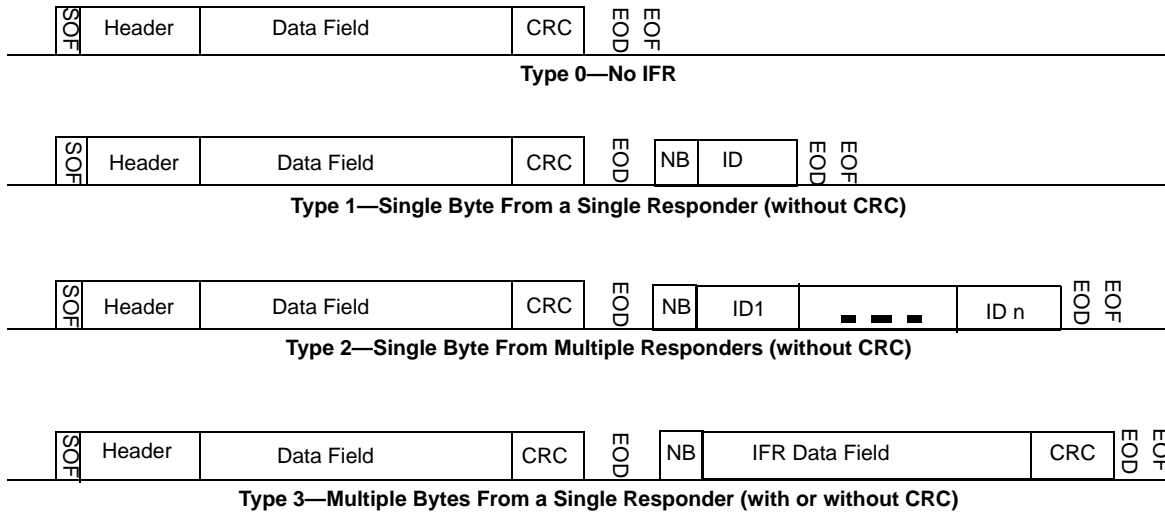 SOF Header Data Field CRC EOD EOF
Type 0—No IFR
SOF Header Data Field CRC EOD NB ID EOD EOF
Type 1—Single Byte From a Single Responder (without CRC)
SOF Header Data Field CRC EOD NB ID1 ID n EOD EOF
Type 2—Single Byte From Multiple Responders (without CRC)
SOF Header Data Field CRC EOD NB IFR Data Field CRC EOD EOF
Type 3—Multiple Bytes From a Single Responder (with or without CRC)